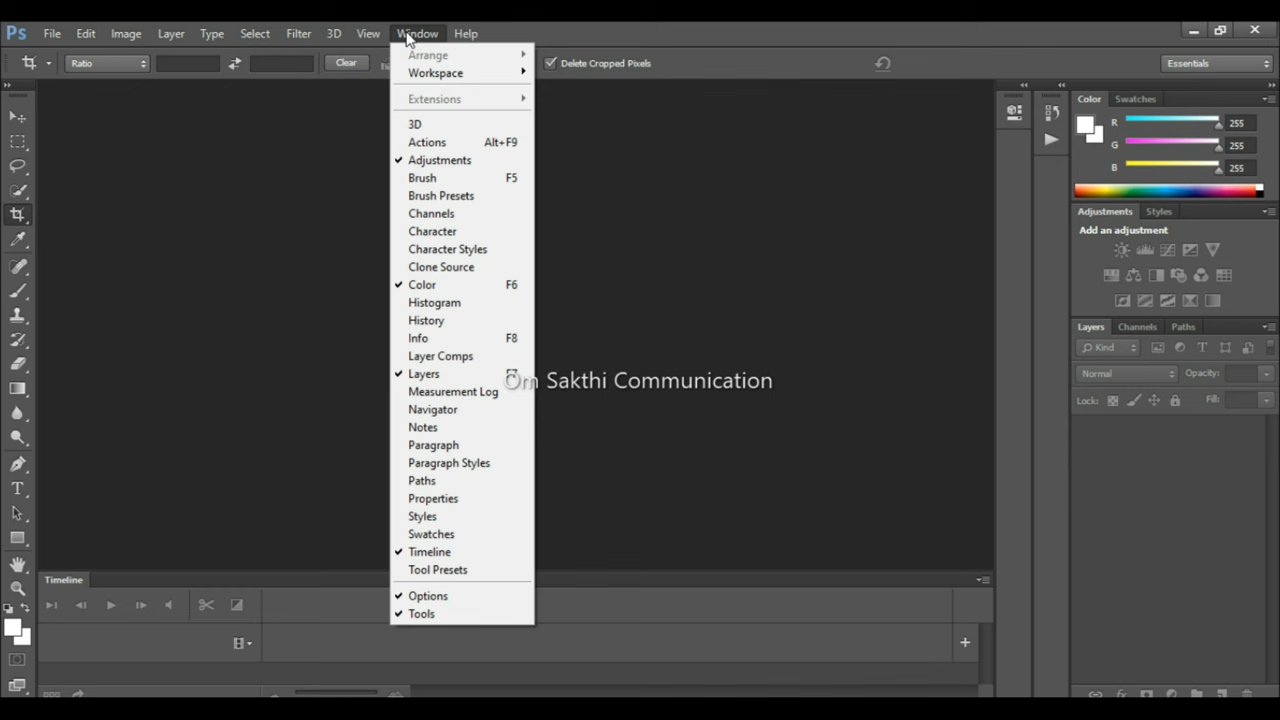 Ps File Edit Image Layer Type Select Filter 3D View Window Help
Ratio Clear Delete Cropped Pixels Essentials
Arrange
Workspace
Extensions
3D
Actions Alt+F9
Adjustments
Brush F5
Brush Presets
Channels
Character
Character Styles
Clone Source
Color F6
Histogram
History
Info F8
Layer Comps
Layers
Measurement Log
Navigator
Notes
Paragraph
Paragraph Styles
Paths
Properties
Styles
Swatches
Timeline
Tool Presets
Options
Tools
Om Sakthi Communication
Color Swatches
R 255
G 255
B 255
Adjustments Styles
Add an adjustment
Layers Channels Paths
Kind
Normal Opacity:
Lock: Fill:
Timeline